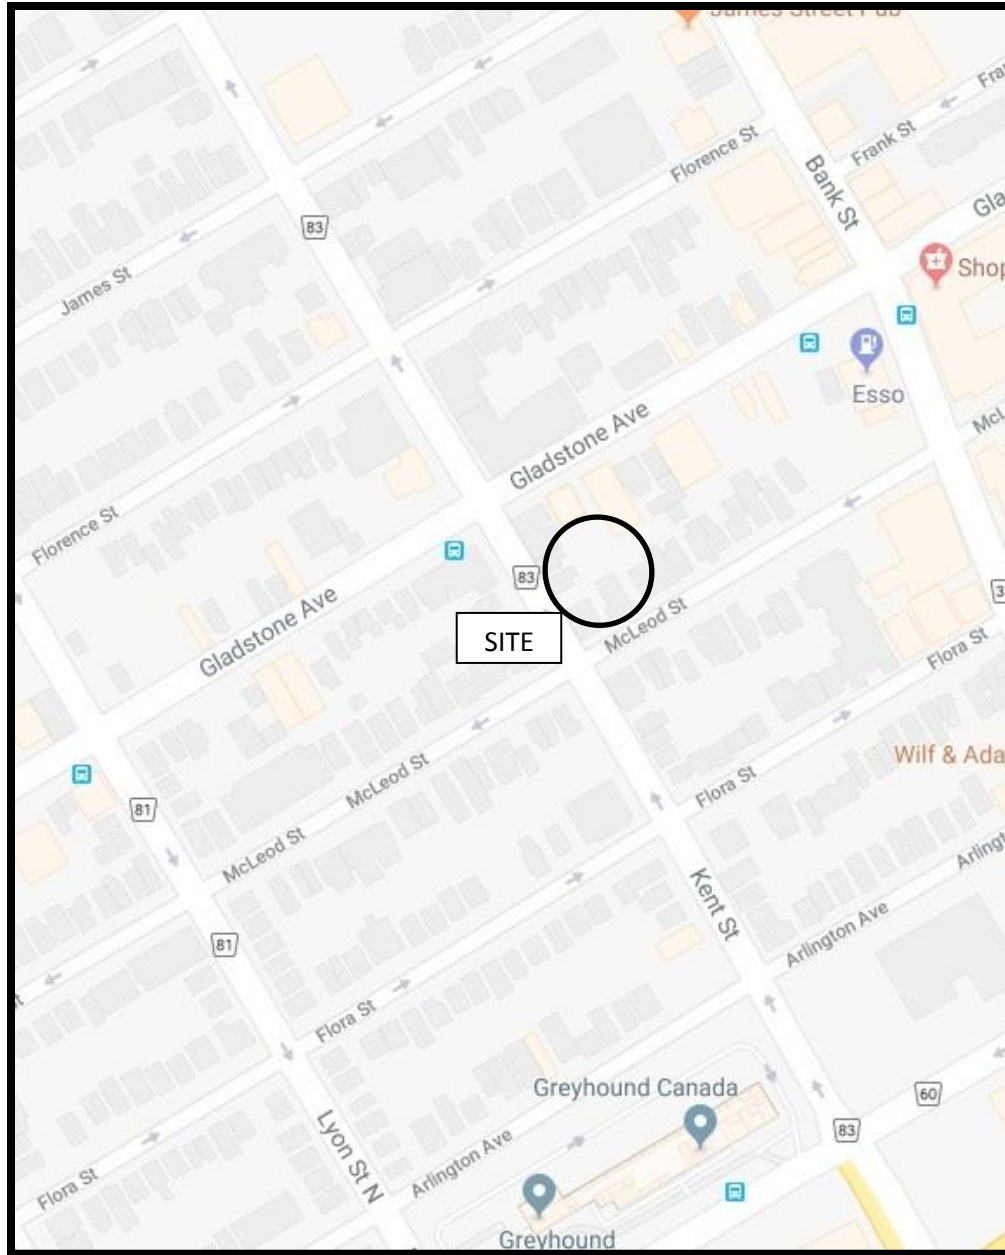 James Street Pub
Florence St
Bank St
Frank St
83
James St
Esso
Gladstone Ave
Florence St
83
SITE
McLeod St
Gladstone Ave
Flora St
Wilf & Ada
McLeod St
Flora St
81
McLeod St
Kent St
81
Arlington Ave
Flora St
Greyhound Canada
60
83
Lyon St N
Arlington Ave
Flora St
Greyhound